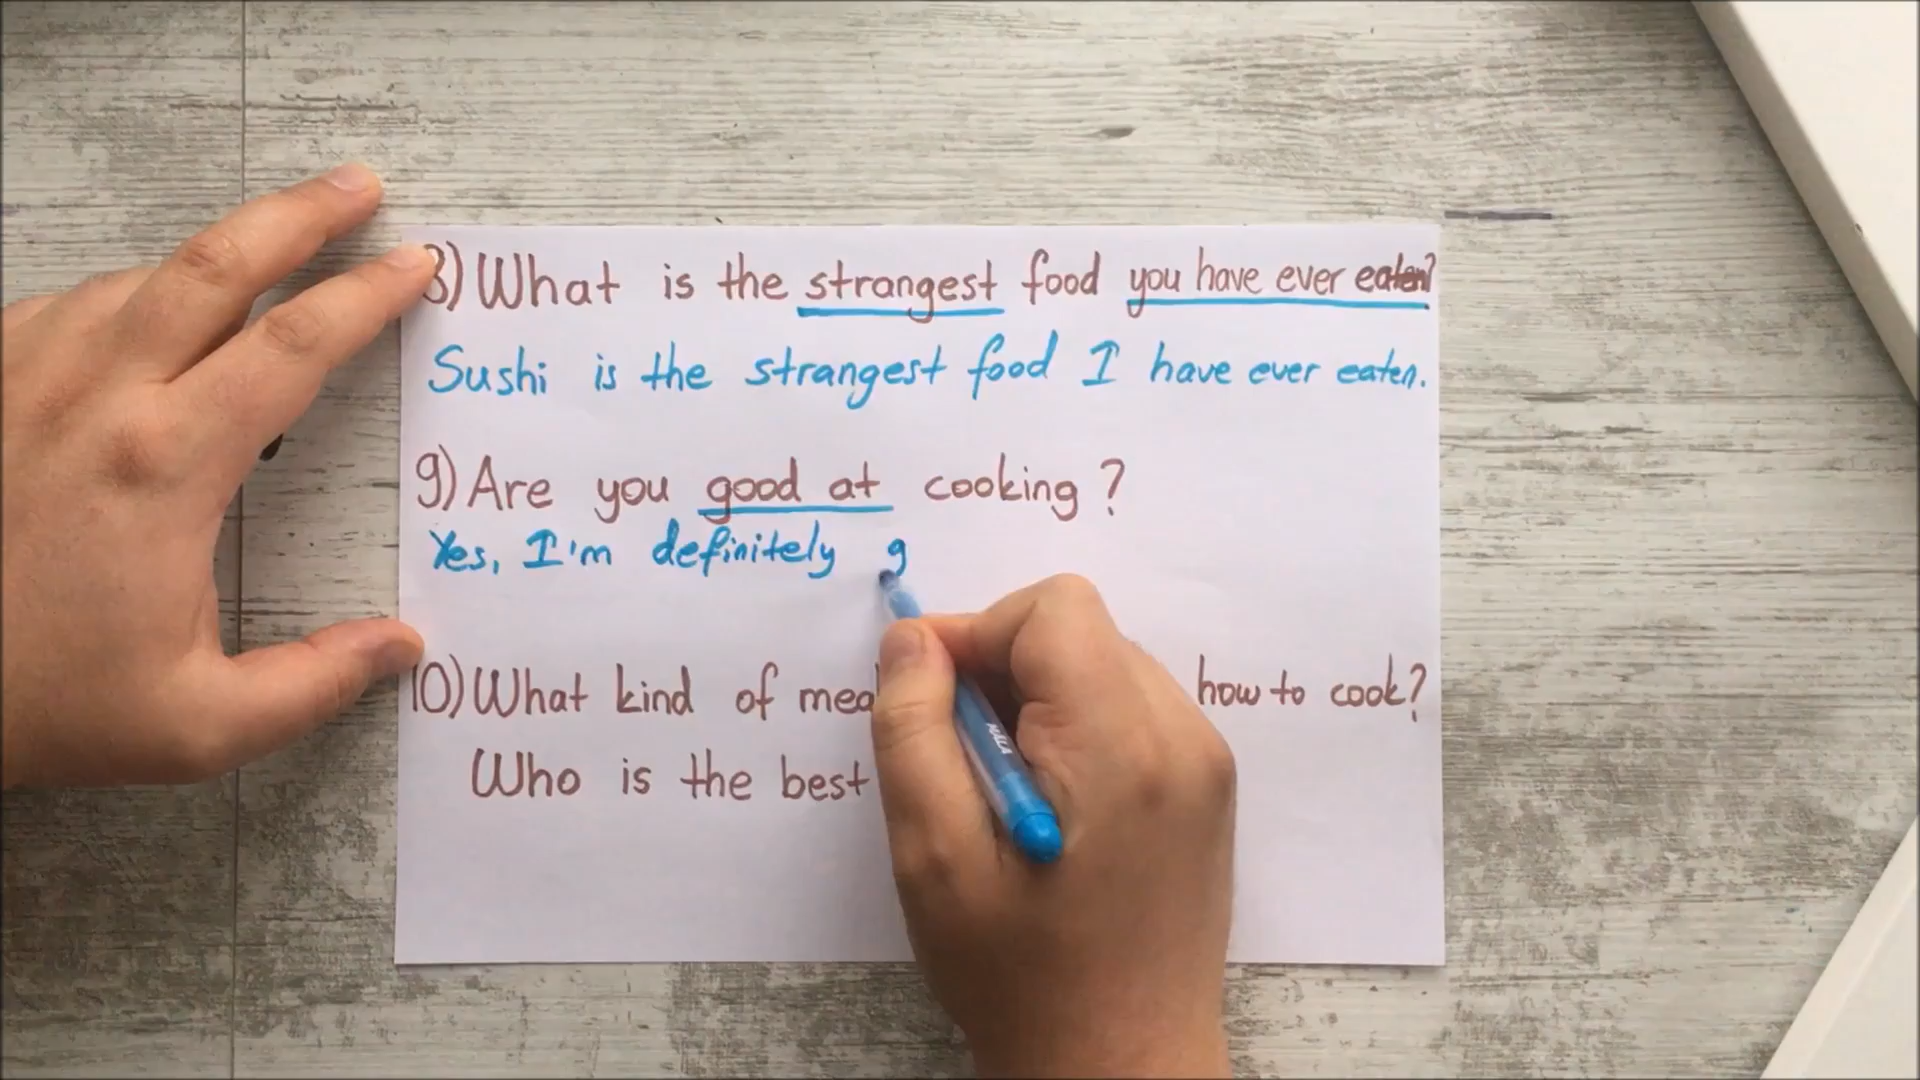 8) What is the strangest food you have ever eaten?
Sushi is the strangest food I have ever eaten.
9) Are you good at cooking?
Yes, I'm definitely g
10) What kind of how to cook?
Who is the best
MALA